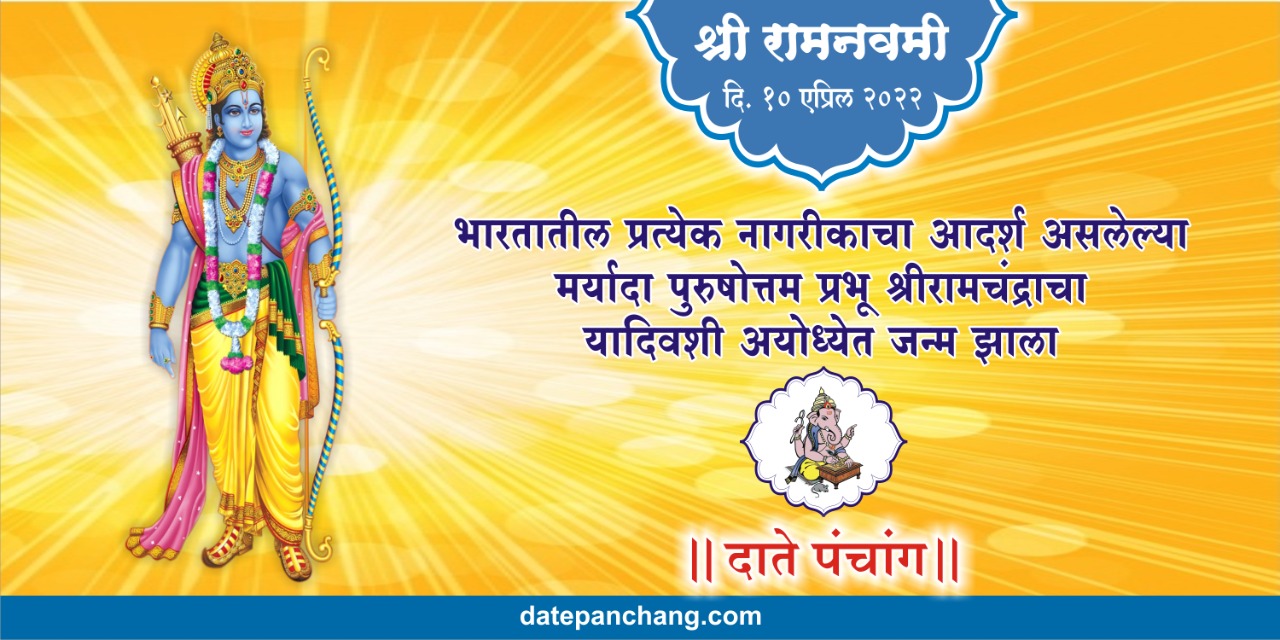 श्री रामनवमी
दि. १० एप्रिल २०२२
भारतातील प्रत्येक नागरीकाचा आदर्श असलेल्या
मर्यादा पुरुषोत्तम प्रभू श्रीरामचंद्राचा
यादिवशी अयोध्येत जन्म झाला
|| दाते पंचांग ||
datepanchang.com